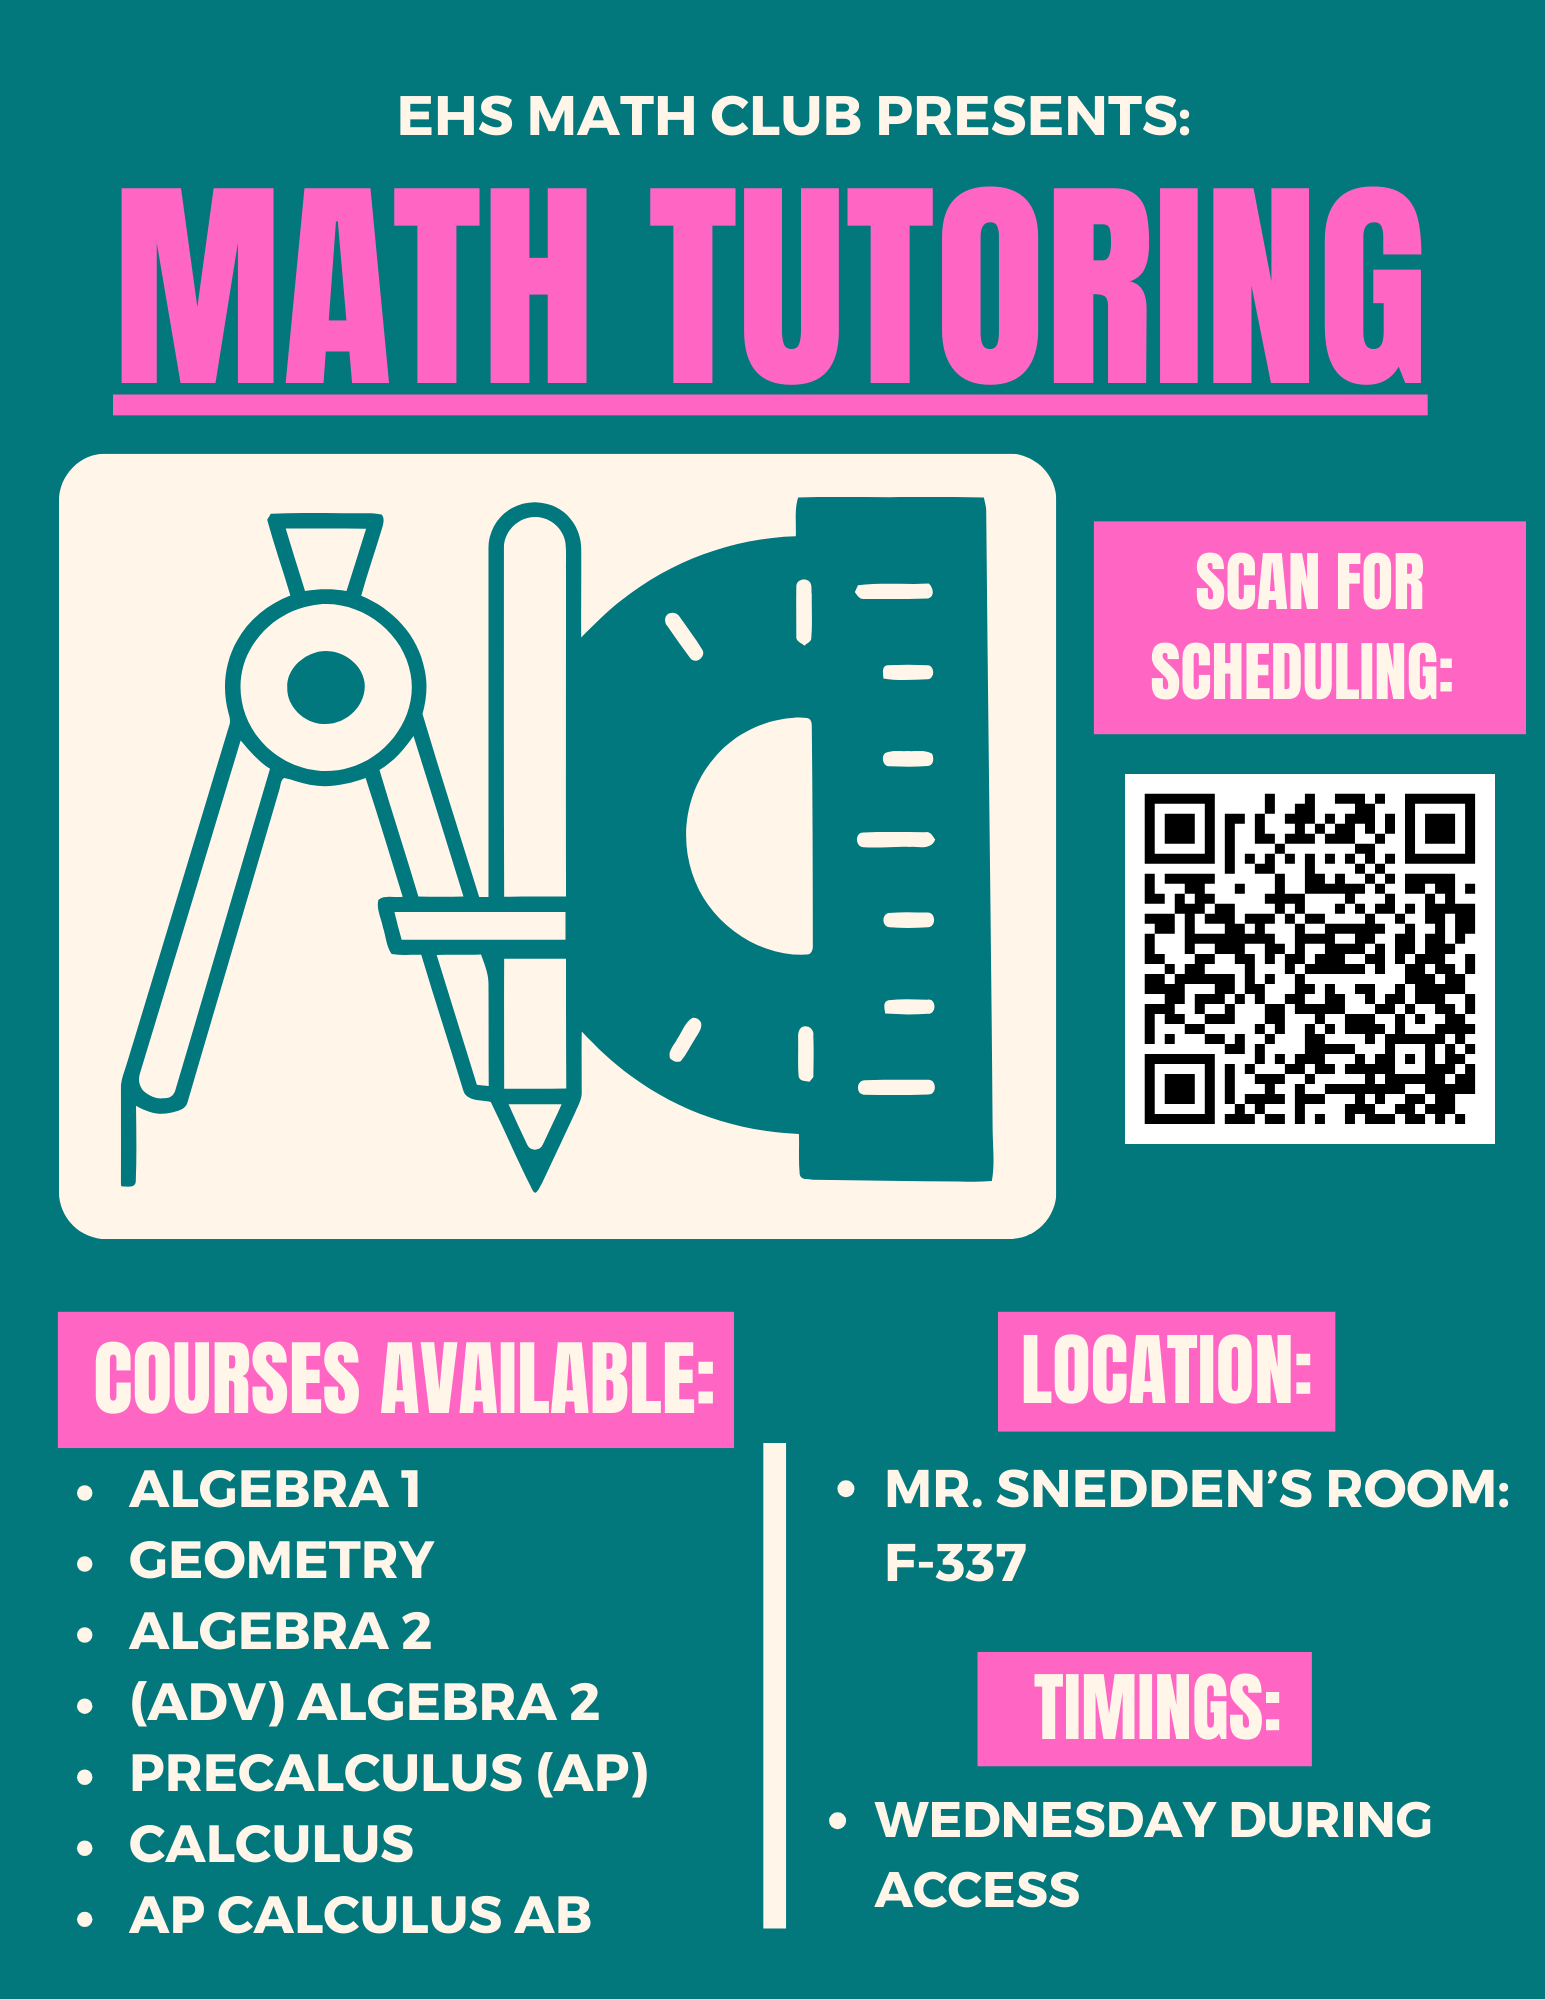 EHS MATH CLUB PRESENTS:
MATH TUTORING
SCAN FOR
SCHEDULING:
COURSES AVAILABLE:
• ALGEBRA 1
• GEOMETRY
• ALGEBRA 2
• (ADV) ALGEBRA 2
• PRECALCULUS (AP)
• CALCULUS
• AP CALCULUS AB
LOCATION:
• MR. SNEDDEN’S ROOM:
F-337
TIMINGS:
• WEDNESDAY DURING
ACCESS